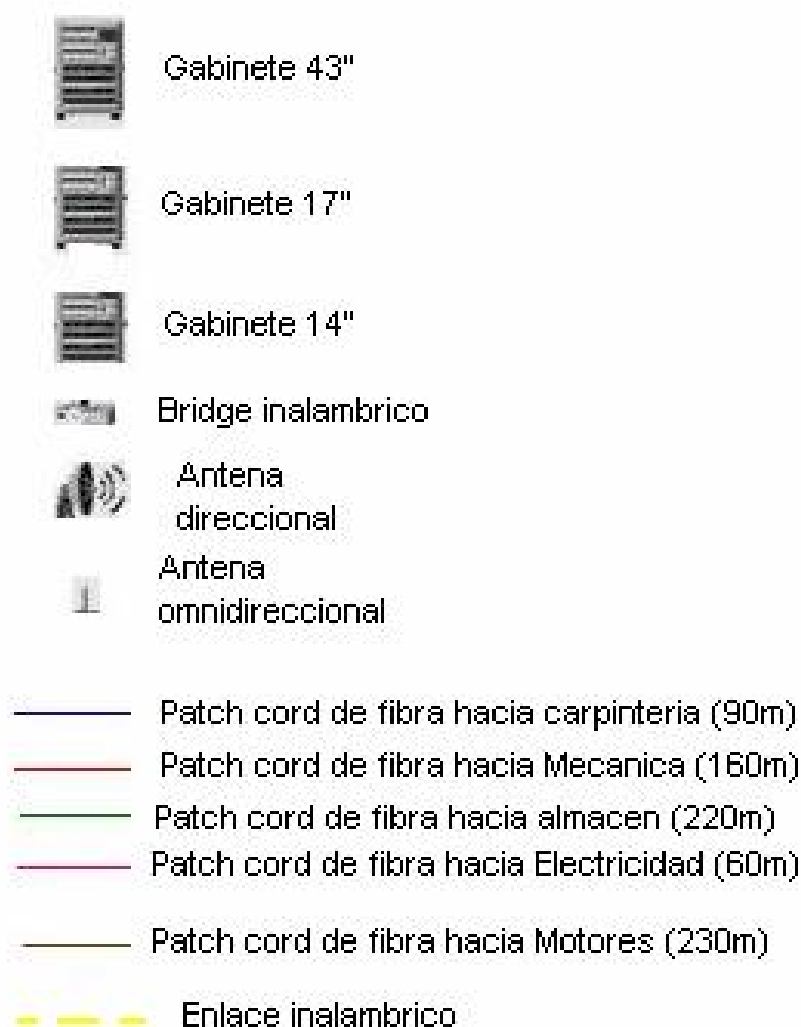 Gabinete 43"
Gabinete 17"
Gabinete 14"
Bridge inalambrico
Antena
direccional
Antena
omnidireccional
Patch cord de fibra hacia carpinteria (90m)
Patch cord de fibra hacia Mecanica (160m)
Patch cord de fibra hacia almacen (220m)
Patch cord de fibra hacia Electricidad (60m)
Patch cord de fibra hacia Motores (230m)
Enlace inalambrico